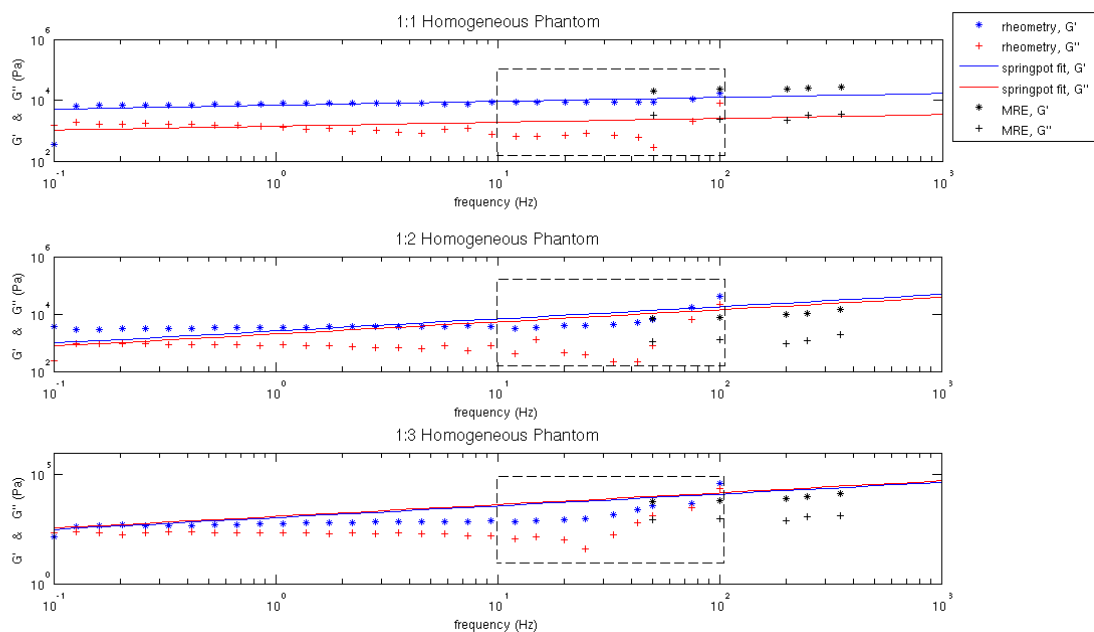 1:1 Homogeneous Phantom
G' & G'' (Pa)
10^6
10^4
10^2
10^-1
10^0
10^1
10^2
10^3
frequency (Hz)
rheometry, G'
rheometry, G''
springpot fit, G'
springpot fit, G''
MRE, G'
MRE, G''
1:2 Homogeneous Phantom
G' & G'' (Pa)
10^6
10^4
10^2
10^-1
10^0
10^1
10^2
10^3
frequency (Hz)
1:3 Homogeneous Phantom
G' & G'' (Pa)
10^5
10^0
10^-1
10^0
10^1
10^2
10^3
frequency (Hz)